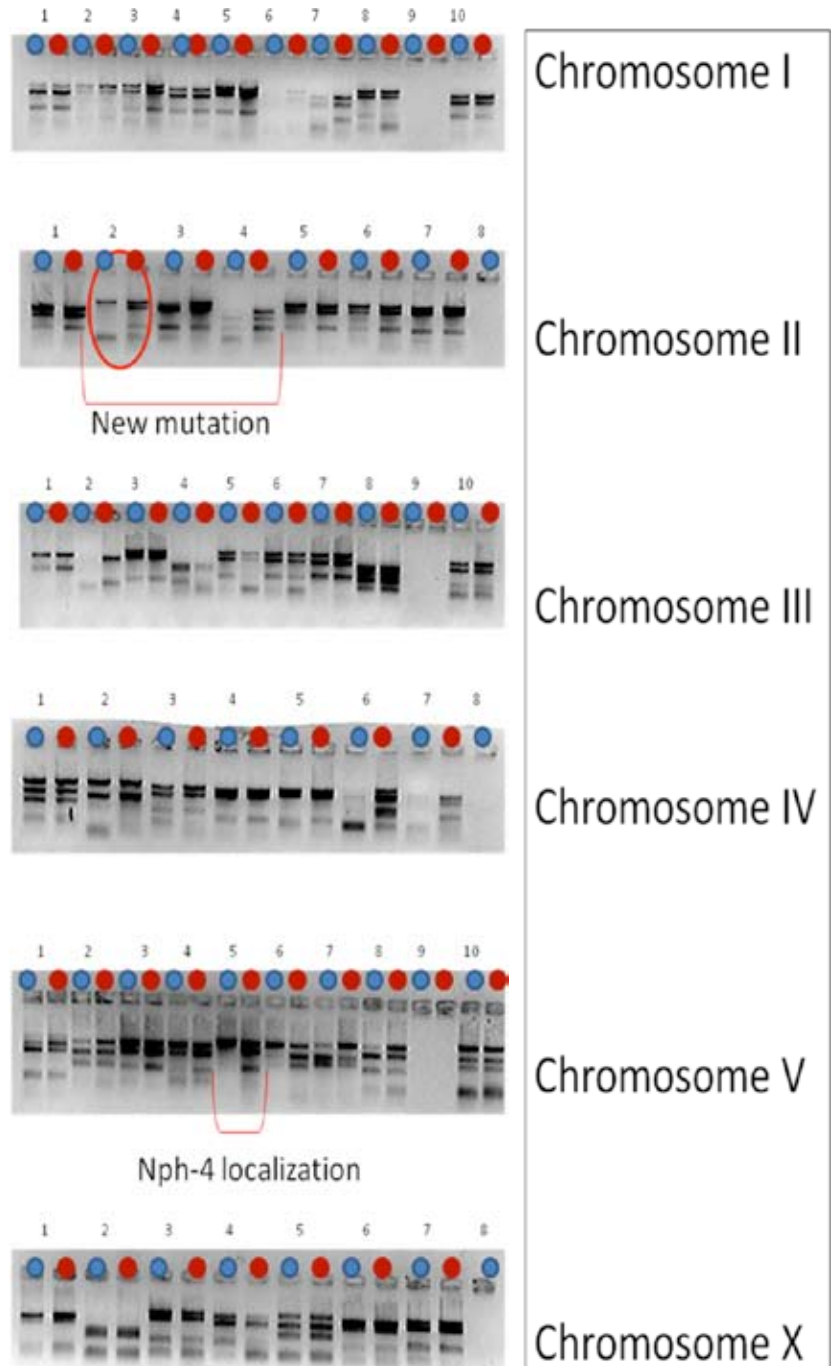 1 2 3 4 5 6 7 8 9 10
Chromosome I
1 2 3 4 5 6 7 8
Chromosome II
New mutation
1 2 3 4 5 6 7 8 9 10
Chromosome III
1 2 3 4 5 6 7 8
Chromosome IV
1 2 3 4 5 6 7 8 9 10
Chromosome V
Nph-4 localization
1 2 3 4 5 6 7 8
Chromosome X